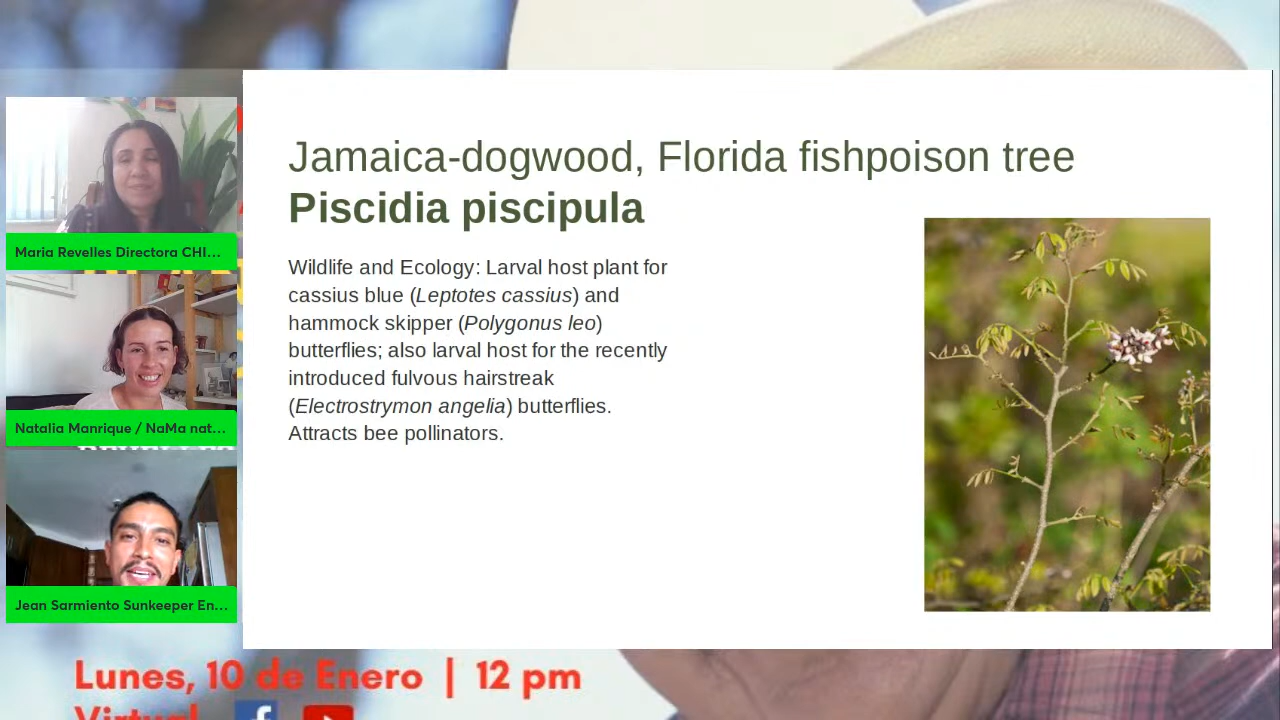 Jamaica-dogwood, Florida fishpoison tree
Piscidia piscipula
Wildlife and Ecology: Larval host plant for
cassius blue (Leptotes cassius) and
hammock skipper (Polygonus leo)
butterflies; also larval host for the recently
introduced fulvous hairstreak
(Electrostrymon angelia) butterflies.
Attracts bee pollinators.
Maria Revelles Directora CHI...
Natalia Manrique / NaMa nat...
Jean Sarmiento Sunkeeper En...
Lunes, 10 de Enero | 12 pm
Virtual
f